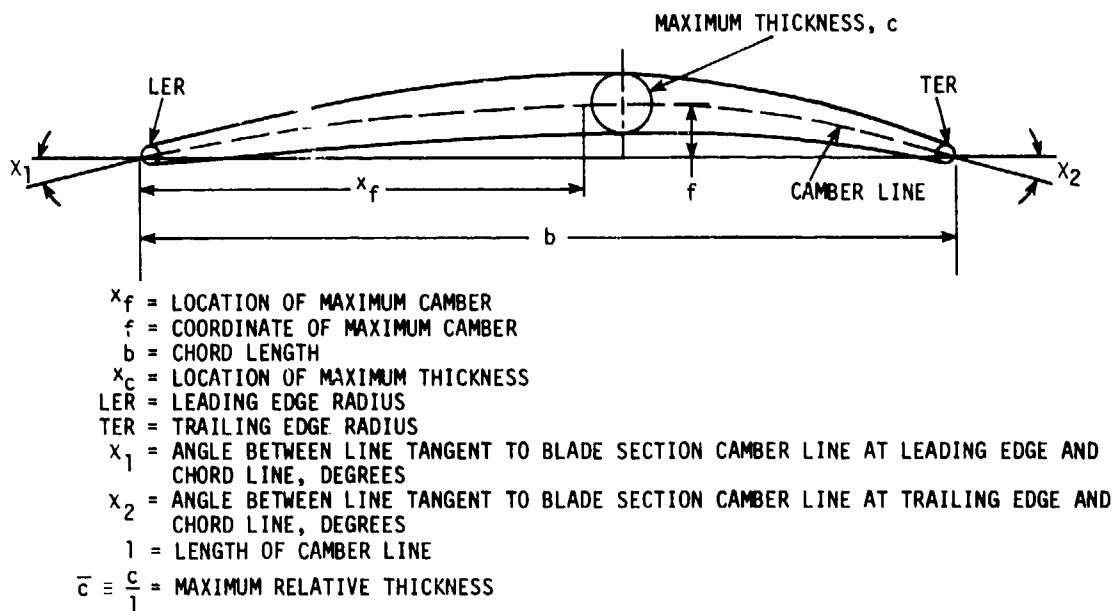 MAXIMUM THICKNESS, c
LER
TER
X1
X2
xf
f
CAMBER LINE
b
xf = LOCATION OF MAXIMUM CAMBER
f = COORDINATE OF MAXIMUM CAMBER
b = CHORD LENGTH
xc = LOCATION OF MAXIMUM THICKNESS
LER = LEADING EDGE RADIUS
TER = TRAILING EDGE RADIUS
X1 = ANGLE BETWEEN LINE TANGENT TO BLADE SECTION CAMBER LINE AT LEADING EDGE AND
CHORD LINE, DEGREES
X2 = ANGLE BETWEEN LINE TANGENT TO BLADE SECTION CAMBER LINE AT TRAILING EDGE AND
CHORD LINE, DEGREES
l = LENGTH OF CAMBER LINE
c̄ ≡ c/l = MAXIMUM RELATIVE THICKNESS